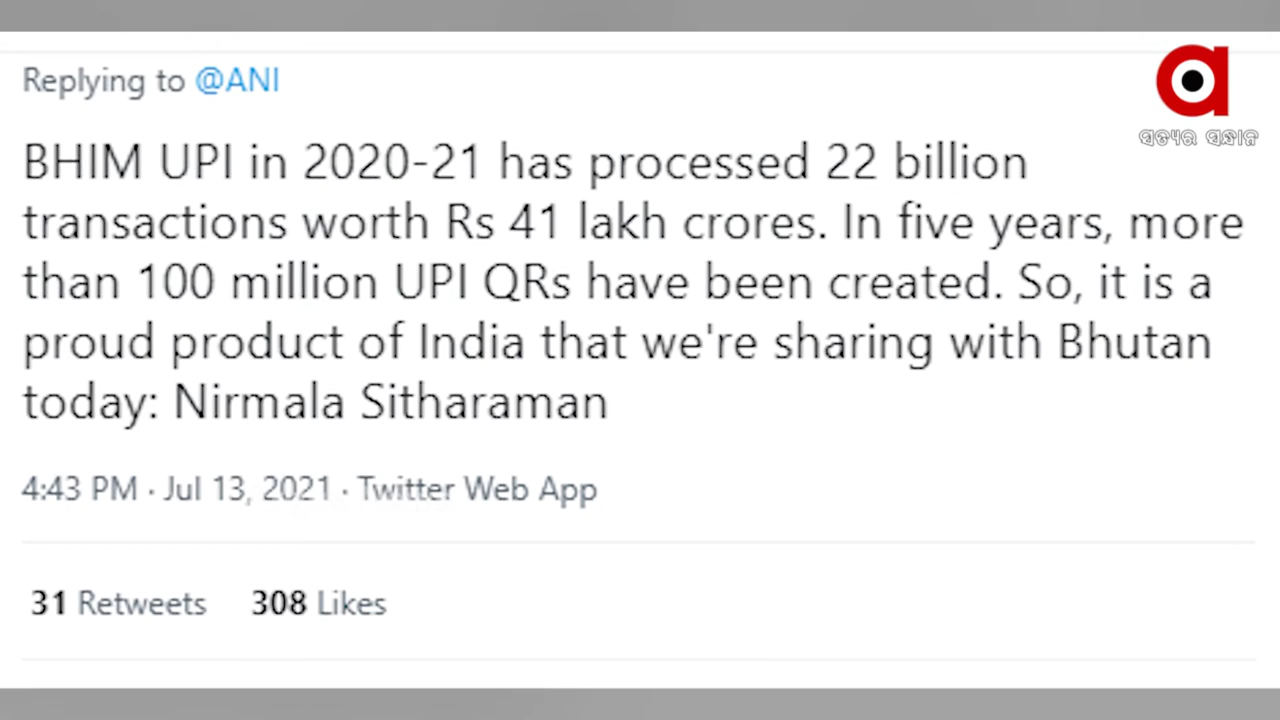 Replying to @ANI
ସତ୍ୟର ସନ୍ଧାନ
BHIM UPI in 2020-21 has processed 22 billion
transactions worth Rs 41 lakh crores. In five years, more
than 100 million UPI QRs have been created. So, it is a
proud product of India that we're sharing with Bhutan
today: Nirmala Sitharaman
4:43 PM · Jul 13, 2021 · Twitter Web App
31 Retweets 308 Likes